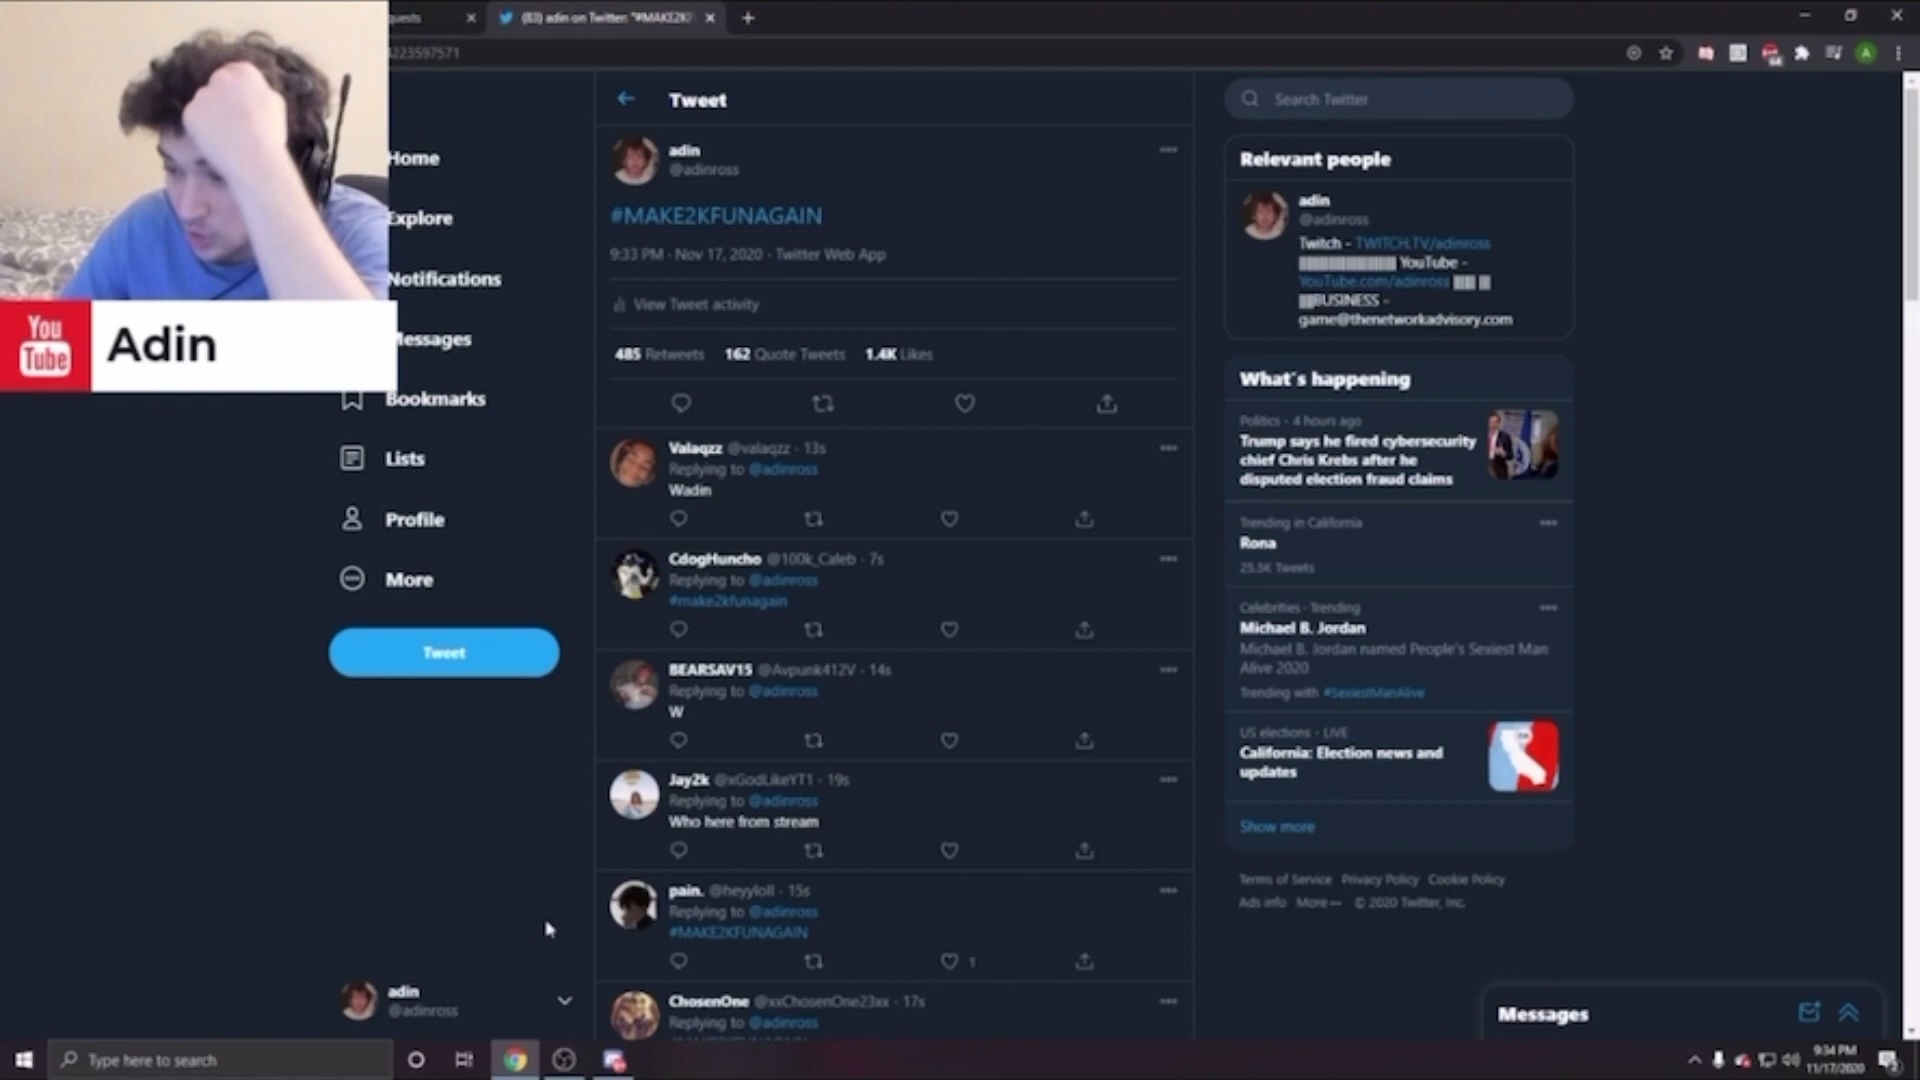 quests
(83) adin on Twitter: "#MAKE2KF
223597571
You
Tube
Adin
Home
Explore
Notifications
Messages
Bookmarks
Lists
Profile
More
Tweet
adin
@adinross
Tweet
adin
@adinross
#MAKE2KFUNAGAIN
9:33 PM · Nov 17, 2020 · Twitter Web App
View Tweet activity
485 Retweets 162 Quote Tweets 1.4K Likes
Valaqzz @valaqzz · 13s
Replying to @adinross
Wadin
CdogHuncho @100k_Caleb · 7s
Replying to @adinross
#make2kfunagain
BEARSAV15 @Avpunk412V · 14s
Replying to @adinross
W
Jay2k @xGodLikeYT1 · 19s
Replying to @adinross
Who here from stream
pain. @heyyloll · 15s
Replying to @adinross
#MAKE2KFUNAGAIN
1
ChosenOne @xxChosenOne23xx · 17s
Replying to @adinross
Search Twitter
Relevant people
adin
@adinross
Twitch - TWITCH.TV/adinross
YouTube -
YouTube.com/adinross
BUSINESS -
game@thenetworkadvisory.com
What's happening
Politics · 4 hours ago
Trump says he fired cybersecurity
chief Chris Krebs after he
disputed election fraud claims
Trending in California
Rona
25.5K Tweets
Celebrities · Trending
Michael B. Jordan
Michael B. Jordan named People's Sexiest Man
Alive 2020
Trending with #SexiestManAlive
US elections · LIVE
California: Election news and
updates
Show more
Terms of Service Privacy Policy Cookie Policy
Ads info More © 2020 Twitter, Inc.
Messages
Type here to search
9:34 PM
11/17/2020